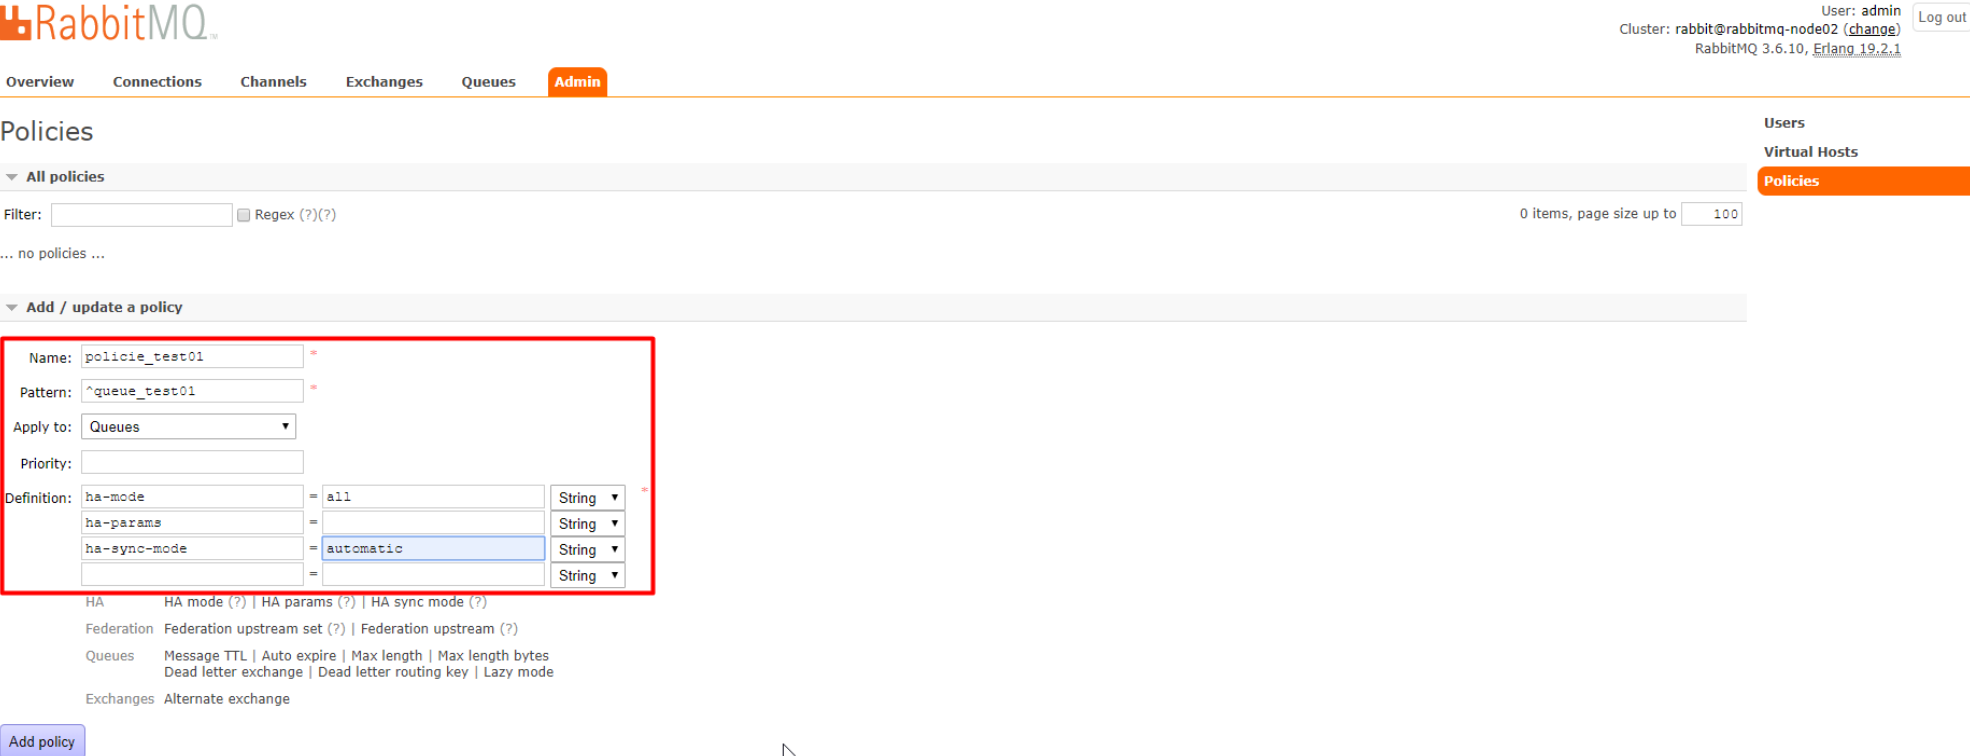 RabbitMQ™
User: admin
Log out
Cluster: rabbit@rabbitmq-node02 (change)
RabbitMQ 3.6.10, Erlang 19.2.1
Overview Connections Channels Exchanges Queues Admin
Policies
Users
Virtual Hosts
Policies
All policies
Filter: Regex (?)(?)
0 items, page size up to 100
... no policies ...
Add / update a policy
Name: policie_test01 *
Pattern: ^queue_test01 *
Apply to: Queues
Priority:
Definition: ha-mode = all String *
ha-params = String
ha-sync-mode = automatic String
= String
HA HA mode (?) | HA params (?) | HA sync mode (?)
Federation Federation upstream set (?) | Federation upstream (?)
Queues Message TTL | Auto expire | Max length | Max length bytes
Dead letter exchange | Dead letter routing key | Lazy mode
Exchanges Alternate exchange
Add policy